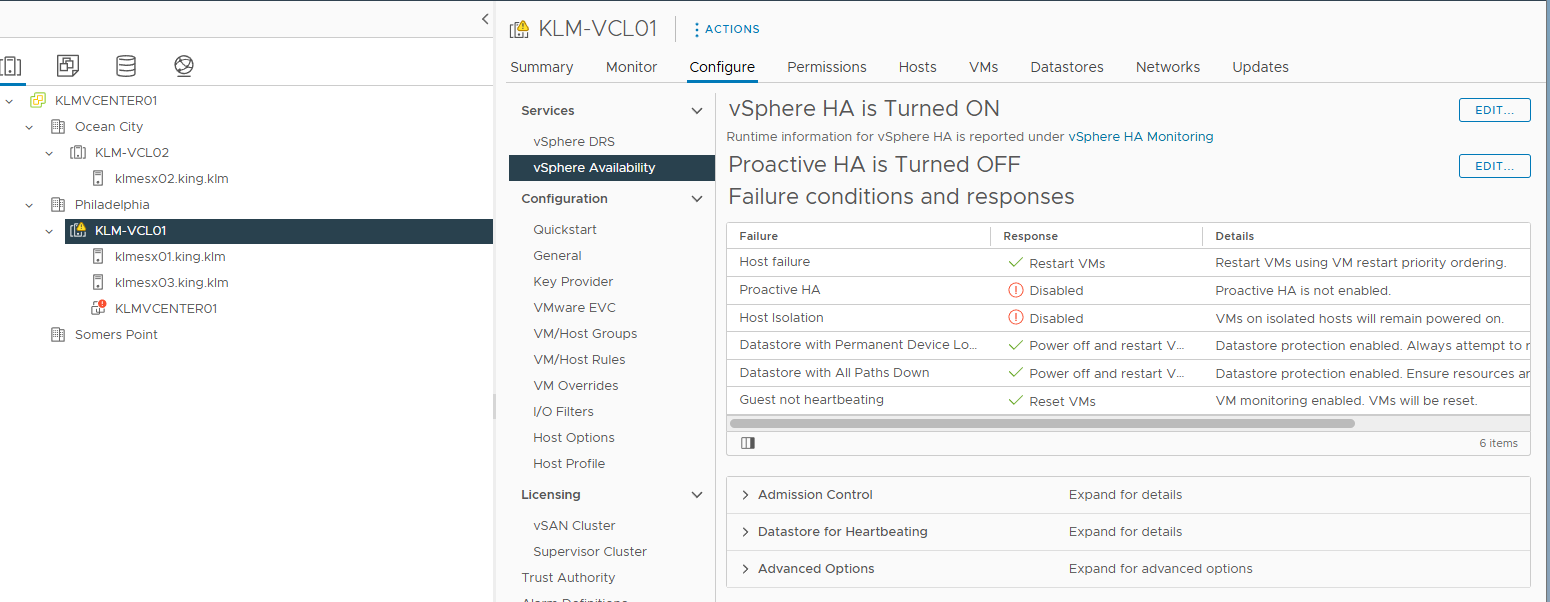 KLM-VCL01
ACTIONS
Summary Monitor Configure Permissions Hosts VMs Datastores Networks Updates
KLMVCENTER01
Ocean City
KLM-VCL02
klmesx02.king.klm
Philadelphia
KLM-VCL01
klmesx01.king.klm
klmesx03.king.klm
KLMVCENTER01
Somers Point
Services
vSphere DRS
vSphere Availability
Configuration
Quickstart
General
Key Provider
VMware EVC
VM/Host Groups
VM/Host Rules
VM Overrides
I/O Filters
Host Options
Host Profile
Licensing
vSAN Cluster
Supervisor Cluster
Trust Authority
Alarm Definitions
vSphere HA is Turned ON
EDIT...
Runtime information for vSphere HA is reported under vSphere HA Monitoring
Proactive HA is Turned OFF
EDIT...
Failure conditions and responses
Failure Response Details
Host failure Restart VMs Restart VMs using VM restart priority ordering.
Proactive HA Disabled Proactive HA is not enabled.
Host Isolation Disabled VMs on isolated hosts will remain powered on.
Datastore with Permanent Device Lo... Power off and restart V... Datastore protection enabled. Always attempt to r
Datastore with All Paths Down Power off and restart V... Datastore protection enabled. Ensure resources ar
Guest not heartbeating Reset VMs VM monitoring enabled. VMs will be reset.
6 items
Admission Control Expand for details
Datastore for Heartbeating Expand for details
Advanced Options Expand for advanced options